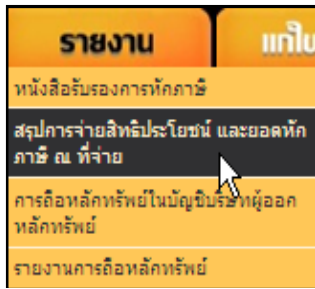 รายงาน
แก้ไข
หนังสือรับรองการหักภาษี
สรุปการจ่ายสิทธิประโยชน์ และยอดหัก
ภาษี ณ ที่จ่าย
การถือหลักทรัพย์ในบัญชีบริษัทผู้ออก
หลักทรัพย์
รายงานการถือหลักทรัพย์